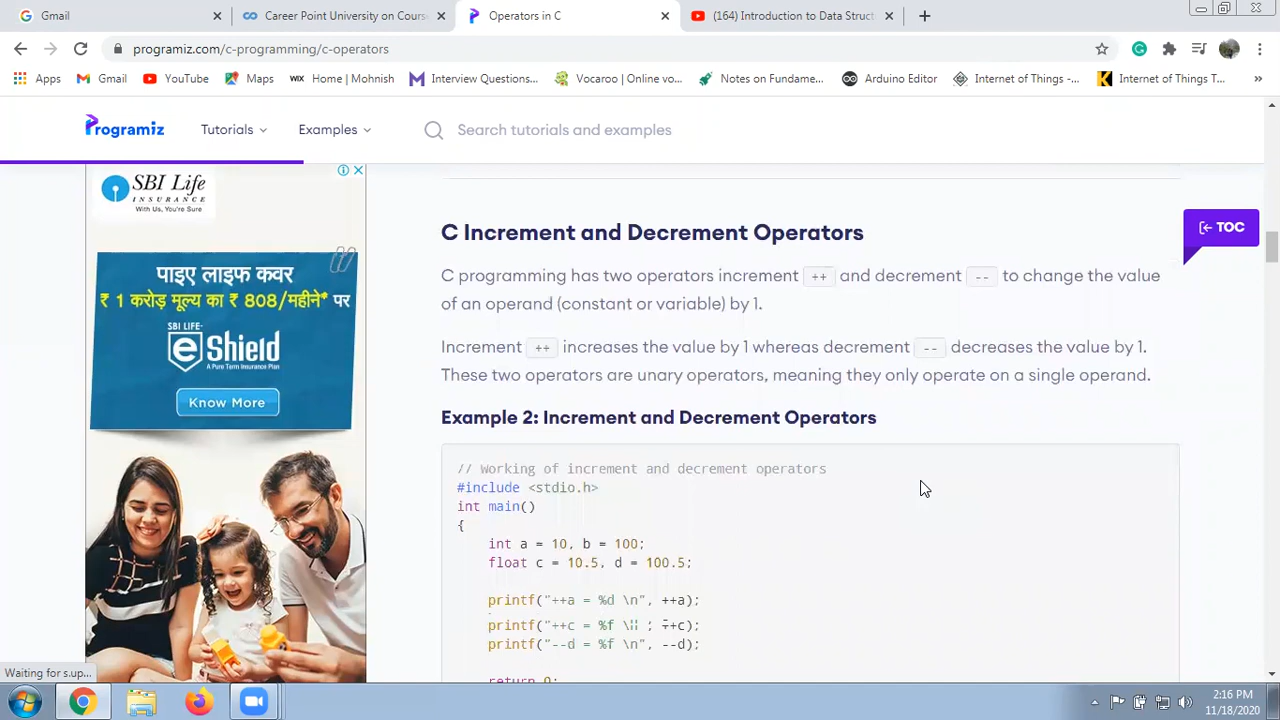 Gmail
Career Point University on Cours
Operators in C
(164) Introduction to Data Struct
programiz.com/c-programming/c-operators
Apps
Gmail
YouTube
Maps
WIX Home | Mohnish
Interview Questions...
Vocaroo | Online vo...
Notes on Fundame...
Arduino Editor
Internet of Things -...
Internet of Things T...
»
Programiz
Tutorials
Examples
Search tutorials and examples
SBI Life
INSURANCE
With Us, You're Sure
पाइए लाइफ कवर
₹ 1 करोड़ मूल्य का ₹ 808/महीने* पर
SBI LIFE-
eShield
A Pure Term Insurance Plan
Know More
TOC
C Increment and Decrement Operators
C programming has two operators increment ++ and decrement -- to change the value
of an operand (constant or variable) by 1.
Increment ++ increases the value by 1 whereas decrement -- decreases the value by 1.
These two operators are unary operators, meaning they only operate on a single operand.
Example 2: Increment and Decrement Operators
// Working of increment and decrement operators
#include <stdio.h>
int main()
{
int a = 10, b = 100;
float c = 10.5, d = 100.5;
printf("++a = %d \n", ++a);
printf("++c = %f ++c);
printf("--d = %f \n", --d);
return 0;
Waiting for s.up...
2:16 PM
11/18/2020